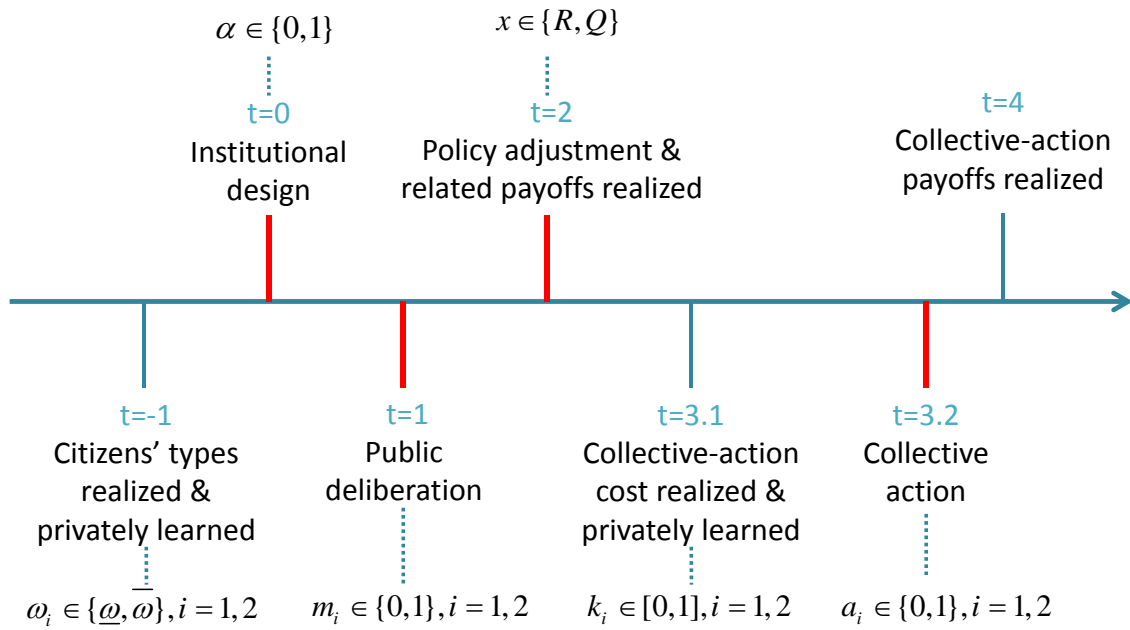 α ∈ {0,1}
t=0
Institutional
design
x ∈ {R, Q}
t=2
Policy adjustment &
related payoffs realized
t=4
Collective-action
payoffs realized
t=-1
Citizens’ types
realized &
privately learned
ω_i ∈ {\underline{ω}, \overline{ω}}, i = 1, 2
t=1
Public
deliberation
m_i ∈ {0,1}, i = 1, 2
t=3.1
Collective-action
cost realized &
privately learned
k_i ∈ [0,1], i = 1, 2
t=3.2
Collective
action
a_i ∈ {0,1}, i = 1, 2